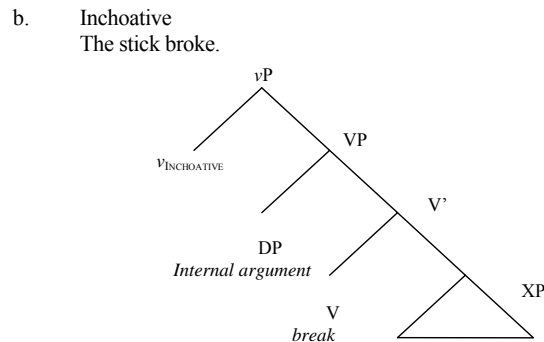 b. Inchoative
The stick broke.
vP
VP
vINCHOATIVE
V’
DP
Internal argument
XP
V
break